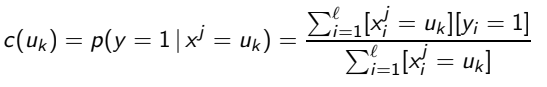 c(u_k) = p(y = 1 | x^j = u_k) = \frac{\sum_{i=1}^{\ell} [x_i^j = u_k][y_i = 1]}{\sum_{i=1}^{\ell} [x_i^j = u_k]}